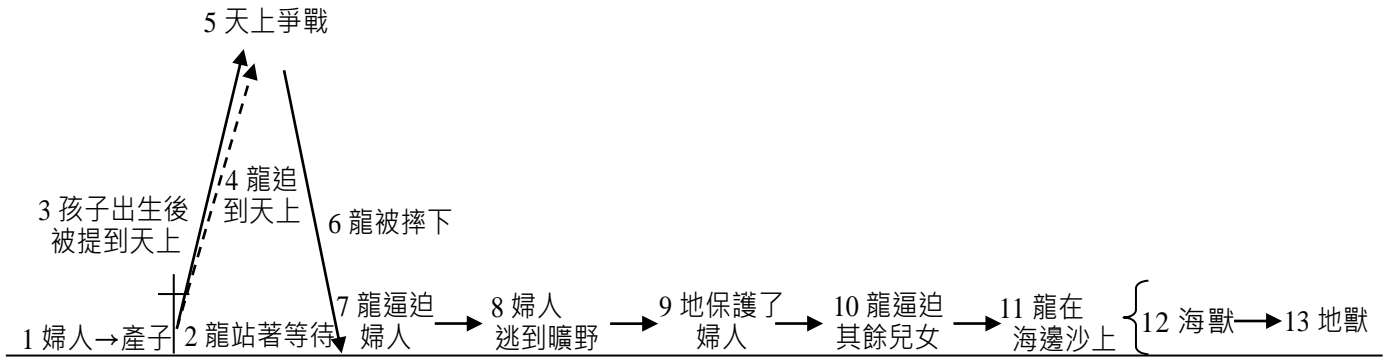 5 天上爭戰
3 孩子出生後
被提到天上
4 龍追
到天上
6 龍被摔下
1 婦人→產子
2 龍站著等待
7 龍逼迫
婦人
8 婦人
逃到曠野
9 地保護了
婦人
10 龍逼迫
其餘兒女
11 龍在
海邊沙上
12 海獸
13 地獸